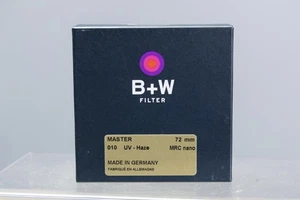 B+W
FILTER
MASTER 72 mm
010 UV - Haze MRC nano
MADE IN GERMANY
FABRIQUÉ EN ALLEMAGNE